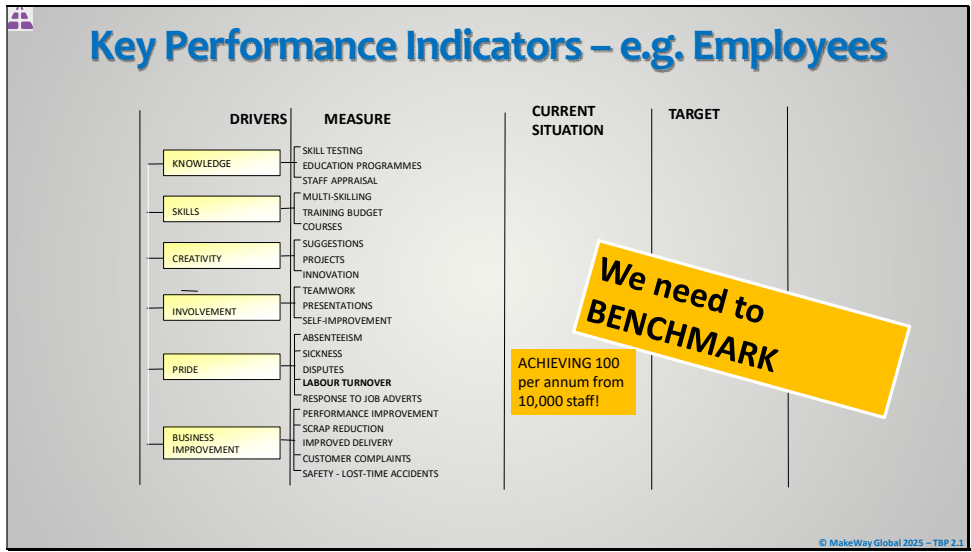 Key Performance Indicators – e.g. Employees
DRIVERS
MEASURE
CURRENT
SITUATION
TARGET
KNOWLEDGE
SKILL TESTING
EDUCATION PROGRAMMES
STAFF APPRAISAL
SKILLS
MULTI-SKILLING
TRAINING BUDGET
COURSES
CREATIVITY
SUGGESTIONS
PROJECTS
INNOVATION
INVOLVEMENT
TEAMWORK
PRESENTATIONS
SELF-IMPROVEMENT
PRIDE
ABSENTEEISM
SICKNESS
DISPUTES
LABOUR TURNOVER
RESPONSE TO JOB ADVERTS
BUSINESS
IMPROVEMENT
PERFORMANCE IMPROVEMENT
SCRAP REDUCTION
IMPROVED DELIVERY
CUSTOMER COMPLAINTS
SAFETY - LOST-TIME ACCIDENTS
ACHIEVING 100
per annum from
10,000 staff!
We need to
BENCHMARK
© MakeWay Global 2025 – TBP 2.1